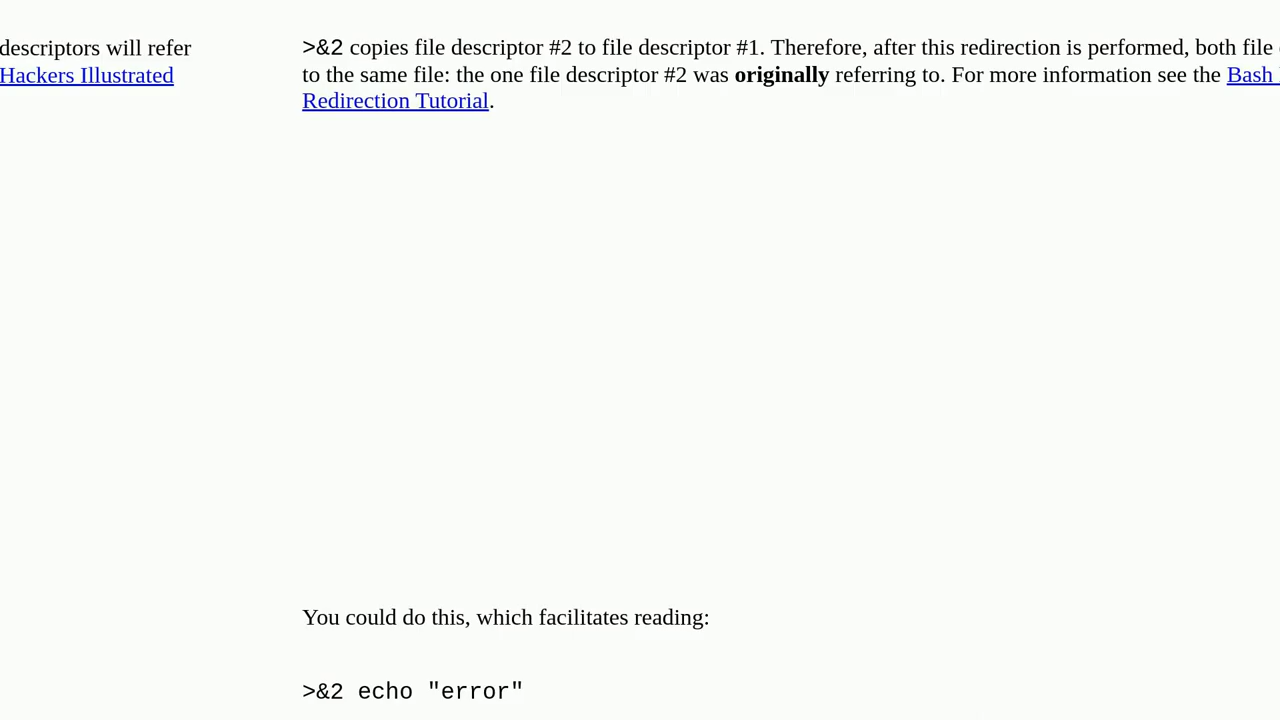 descriptors will refer
Hackers Illustrated
>&2 copies file descriptor #2 to file descriptor #1. Therefore, after this redirection is performed, both file
to the same file: the one file descriptor #2 was originally referring to. For more information see the Bash
Redirection Tutorial.
You could do this, which facilitates reading:
>&2 echo "error"